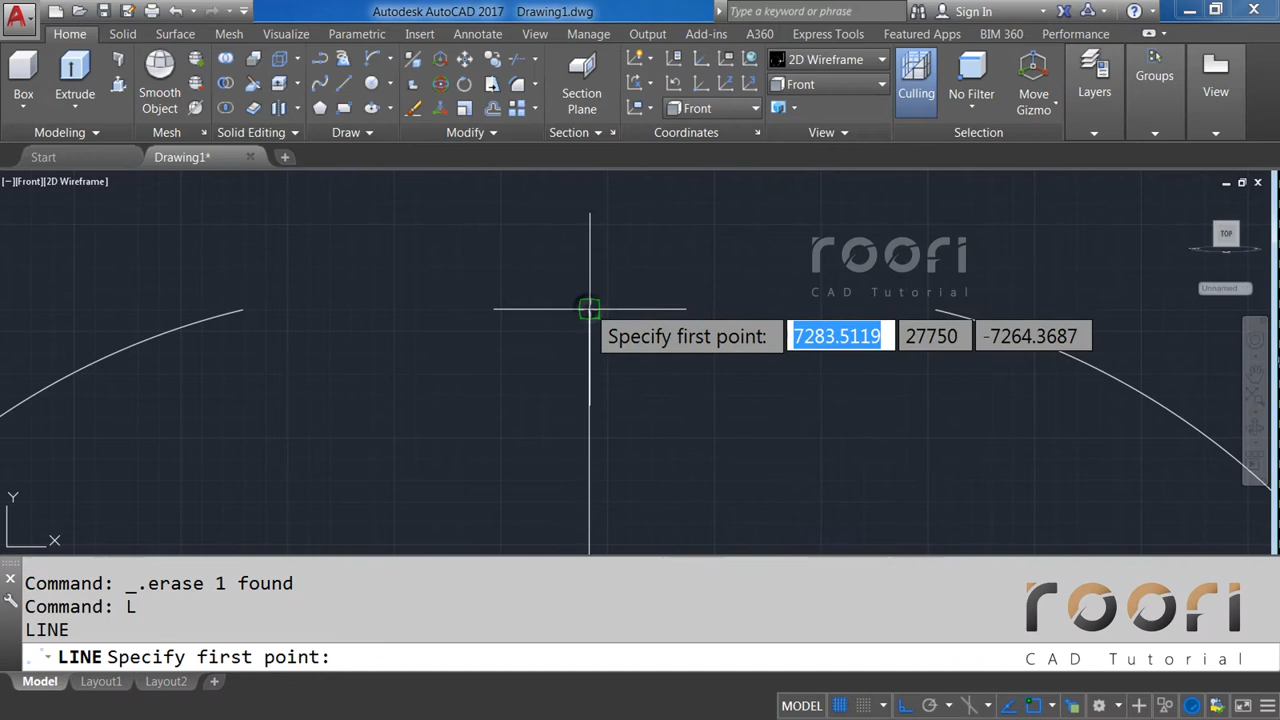 Autodesk AutoCAD 2017 Drawing1.dwg
Type a keyword or phrase
Sign In
Home Solid Surface Mesh Visualize Parametric Insert Annotate View Manage Output Add-ins A360 Express Tools Featured Apps BIM 360 Performance
Box
Extrude
Smooth
Object
Section
Plane
2D Wireframe
Front
Front
Culling
No Filter
Move
Gizmo
Layers
Groups
View
Modeling
Mesh
Solid Editing
Draw
Modify
Section
Coordinates
View
Selection
Start
Drawing1*
[−][Front][2D Wireframe]
TOP
Unnamed
roori
CAD Tutorial
Specify first point: 7283.5119 27750 -7264.3687
Y
X
Command: _.erase 1 found
Command: L
LINE
LINE Specify first point:
roori
CAD Tutorial
Model Layout1 Layout2
MODEL